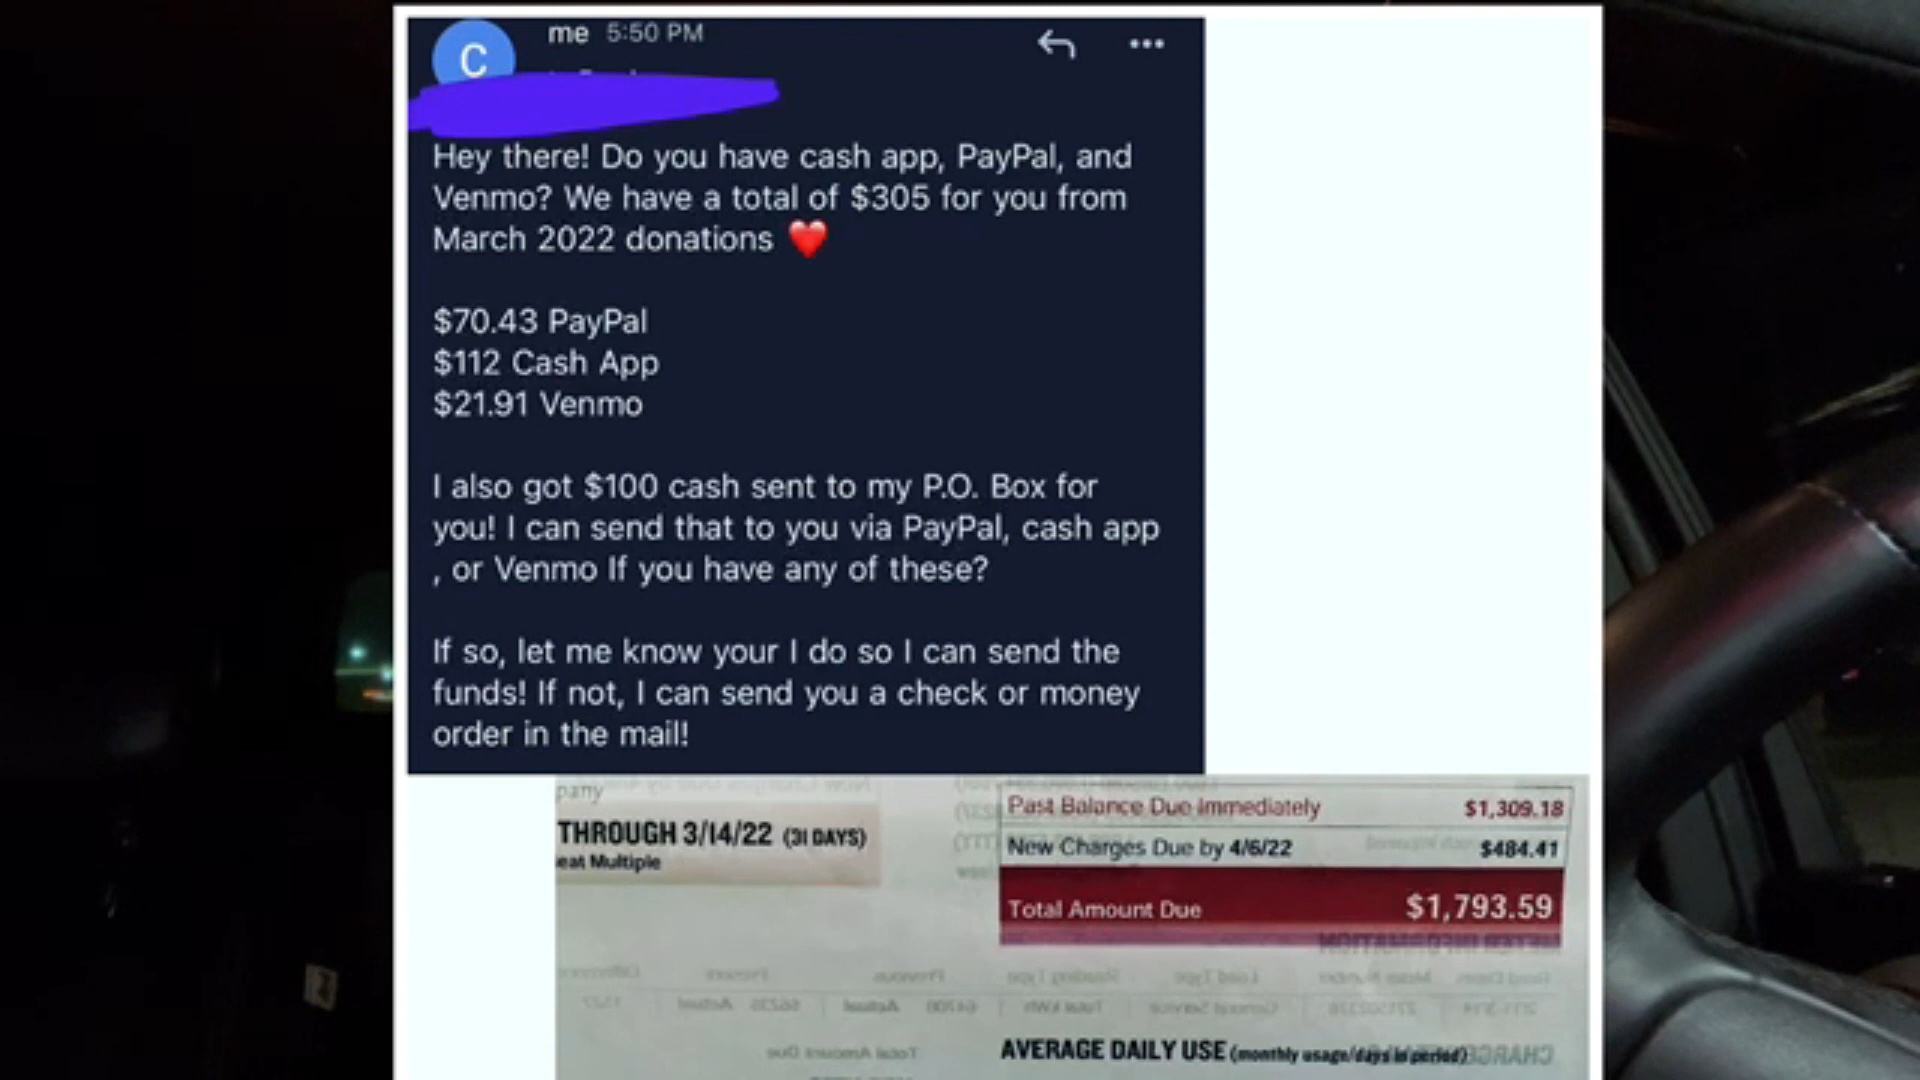 C
me 5:50 PM
Hey there! Do you have cash app, PayPal, and
Venmo? We have a total of $305 for you from
March 2022 donations ❤️
$70.43 PayPal
$112 Cash App
$21.91 Venmo
I also got $100 cash sent to my P.O. Box for
you! I can send that to you via PayPal, cash app
, or Venmo If you have any of these?
If so, let me know your I do so I can send the
funds! If not, I can send you a check or money
order in the mail!
pany
THROUGH 3/14/22 (31 DAYS)
eat Multiple
Past Balance Due Immediately $1,309.18
New Charges Due by 4/6/22 $484.41
Total Amount Due $1,793.59
AVERAGE DAILY USE (monthly usage/days in period)